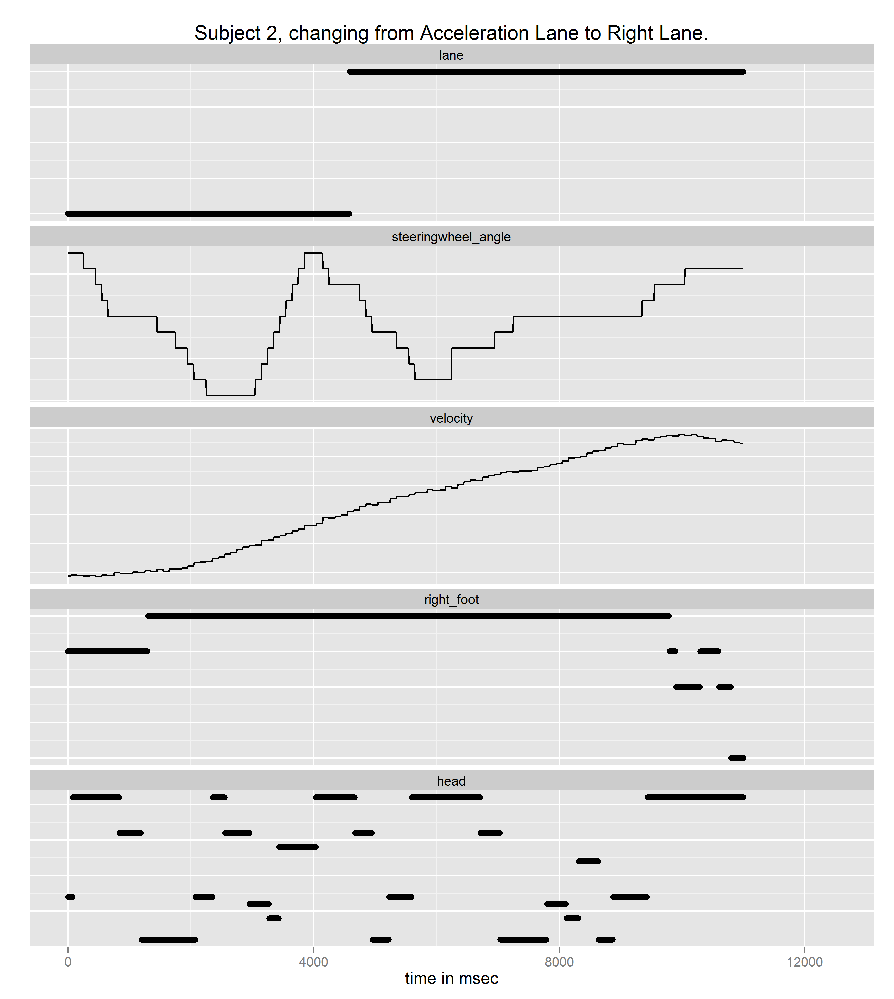 Subject 2, changing from Acceleration Lane to Right Lane.
lane
steeringwheel_angle
velocity
right_foot
head
0 4000 8000 12000
time in msec